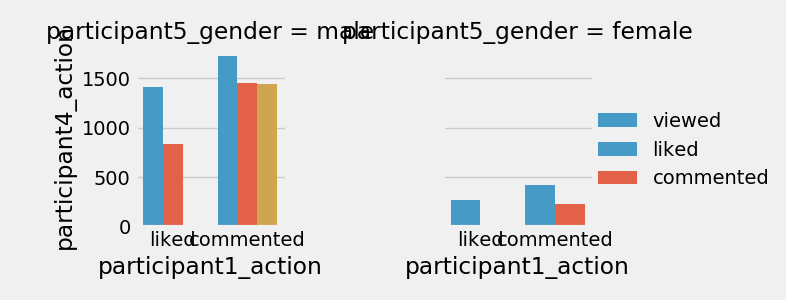 participant5_gender = male
participant5_gender = female
participant4_action
1500
1000
500
0
liked
commented
liked
commented
participant1_action
participant1_action
viewed
liked
commented